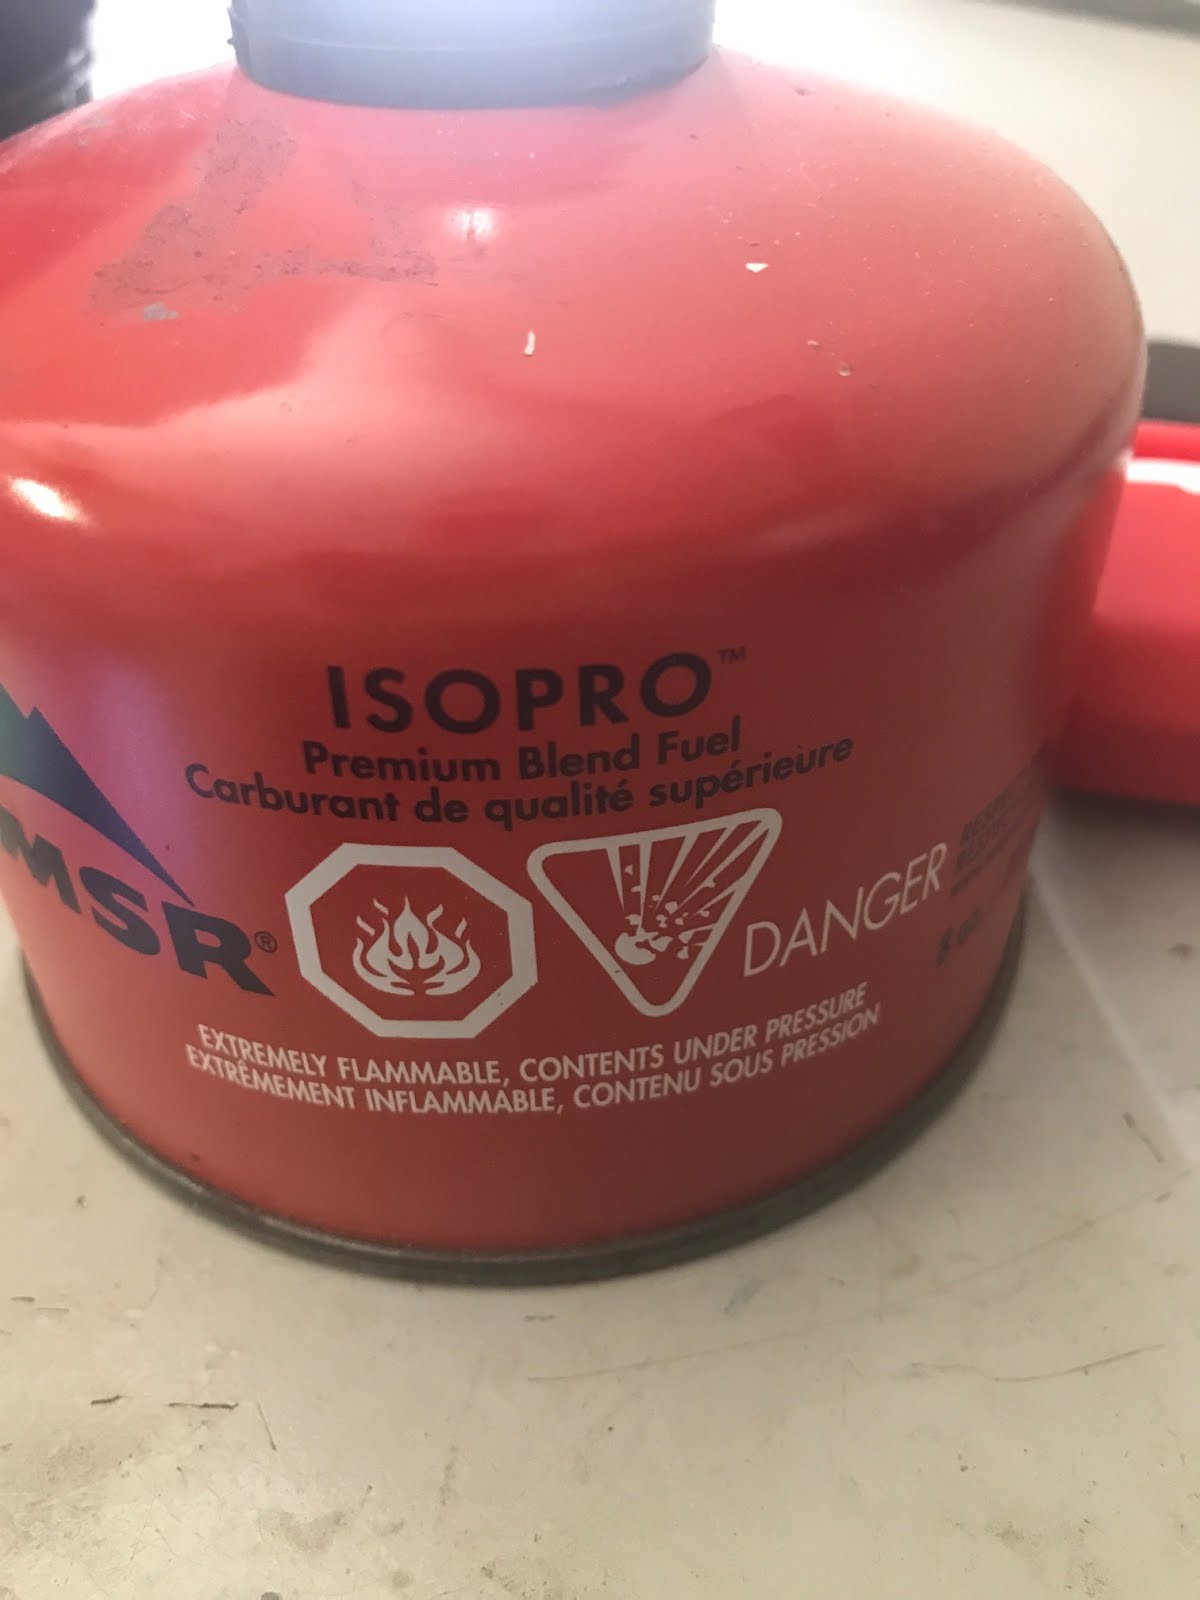 ISOPRO™
Premium Blend Fuel
Carburant de qualité supérieure
MSR®
DANGER
EXTREMELY FLAMMABLE, CONTENTS UNDER PRESSURE
EXTRÊMEMENT INFLAMMABLE, CONTENU SOUS PRESSION